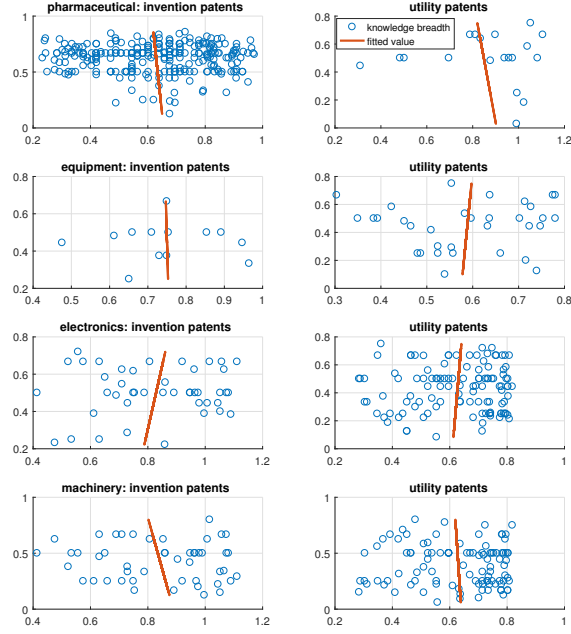 pharmaceutical: invention patents
1
0.5
0
0.2 0.4 0.6 0.8 1
utility patents
knowledge breadth
fitted value
0.8
0.6
0.4
0.2
0
0.2 0.4 0.6 0.8 1 1.2
equipment: invention patents
0.8
0.6
0.4
0.2
0.4 0.5 0.6 0.7 0.8 0.9 1
utility patents
0.8
0.6
0.4
0.2
0
0.3 0.4 0.5 0.6 0.7 0.8
electronics: invention patents
0.8
0.6
0.4
0.2
0.4 0.6 0.8 1 1.2
utility patents
0.8
0.6
0.4
0.2
0
0.2 0.4 0.6 0.8 1
machinery: invention patents
1
0.5
0
0.4 0.6 0.8 1 1.2
utility patents
1
0.5
0
0.2 0.4 0.6 0.8 1